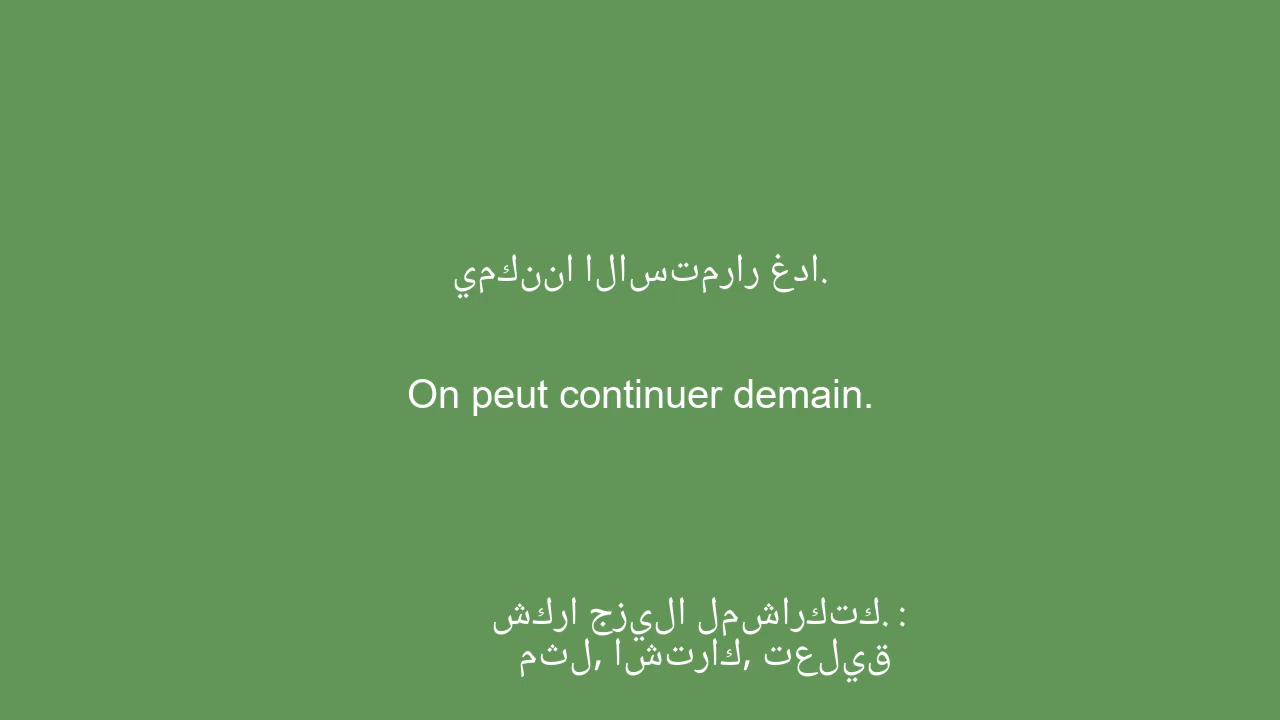 يمكننا الاستمرار غدا.
On peut continuer demain.
شكرا جزيلا لمشاركتك. :
مثل, اشتراك, تعليق